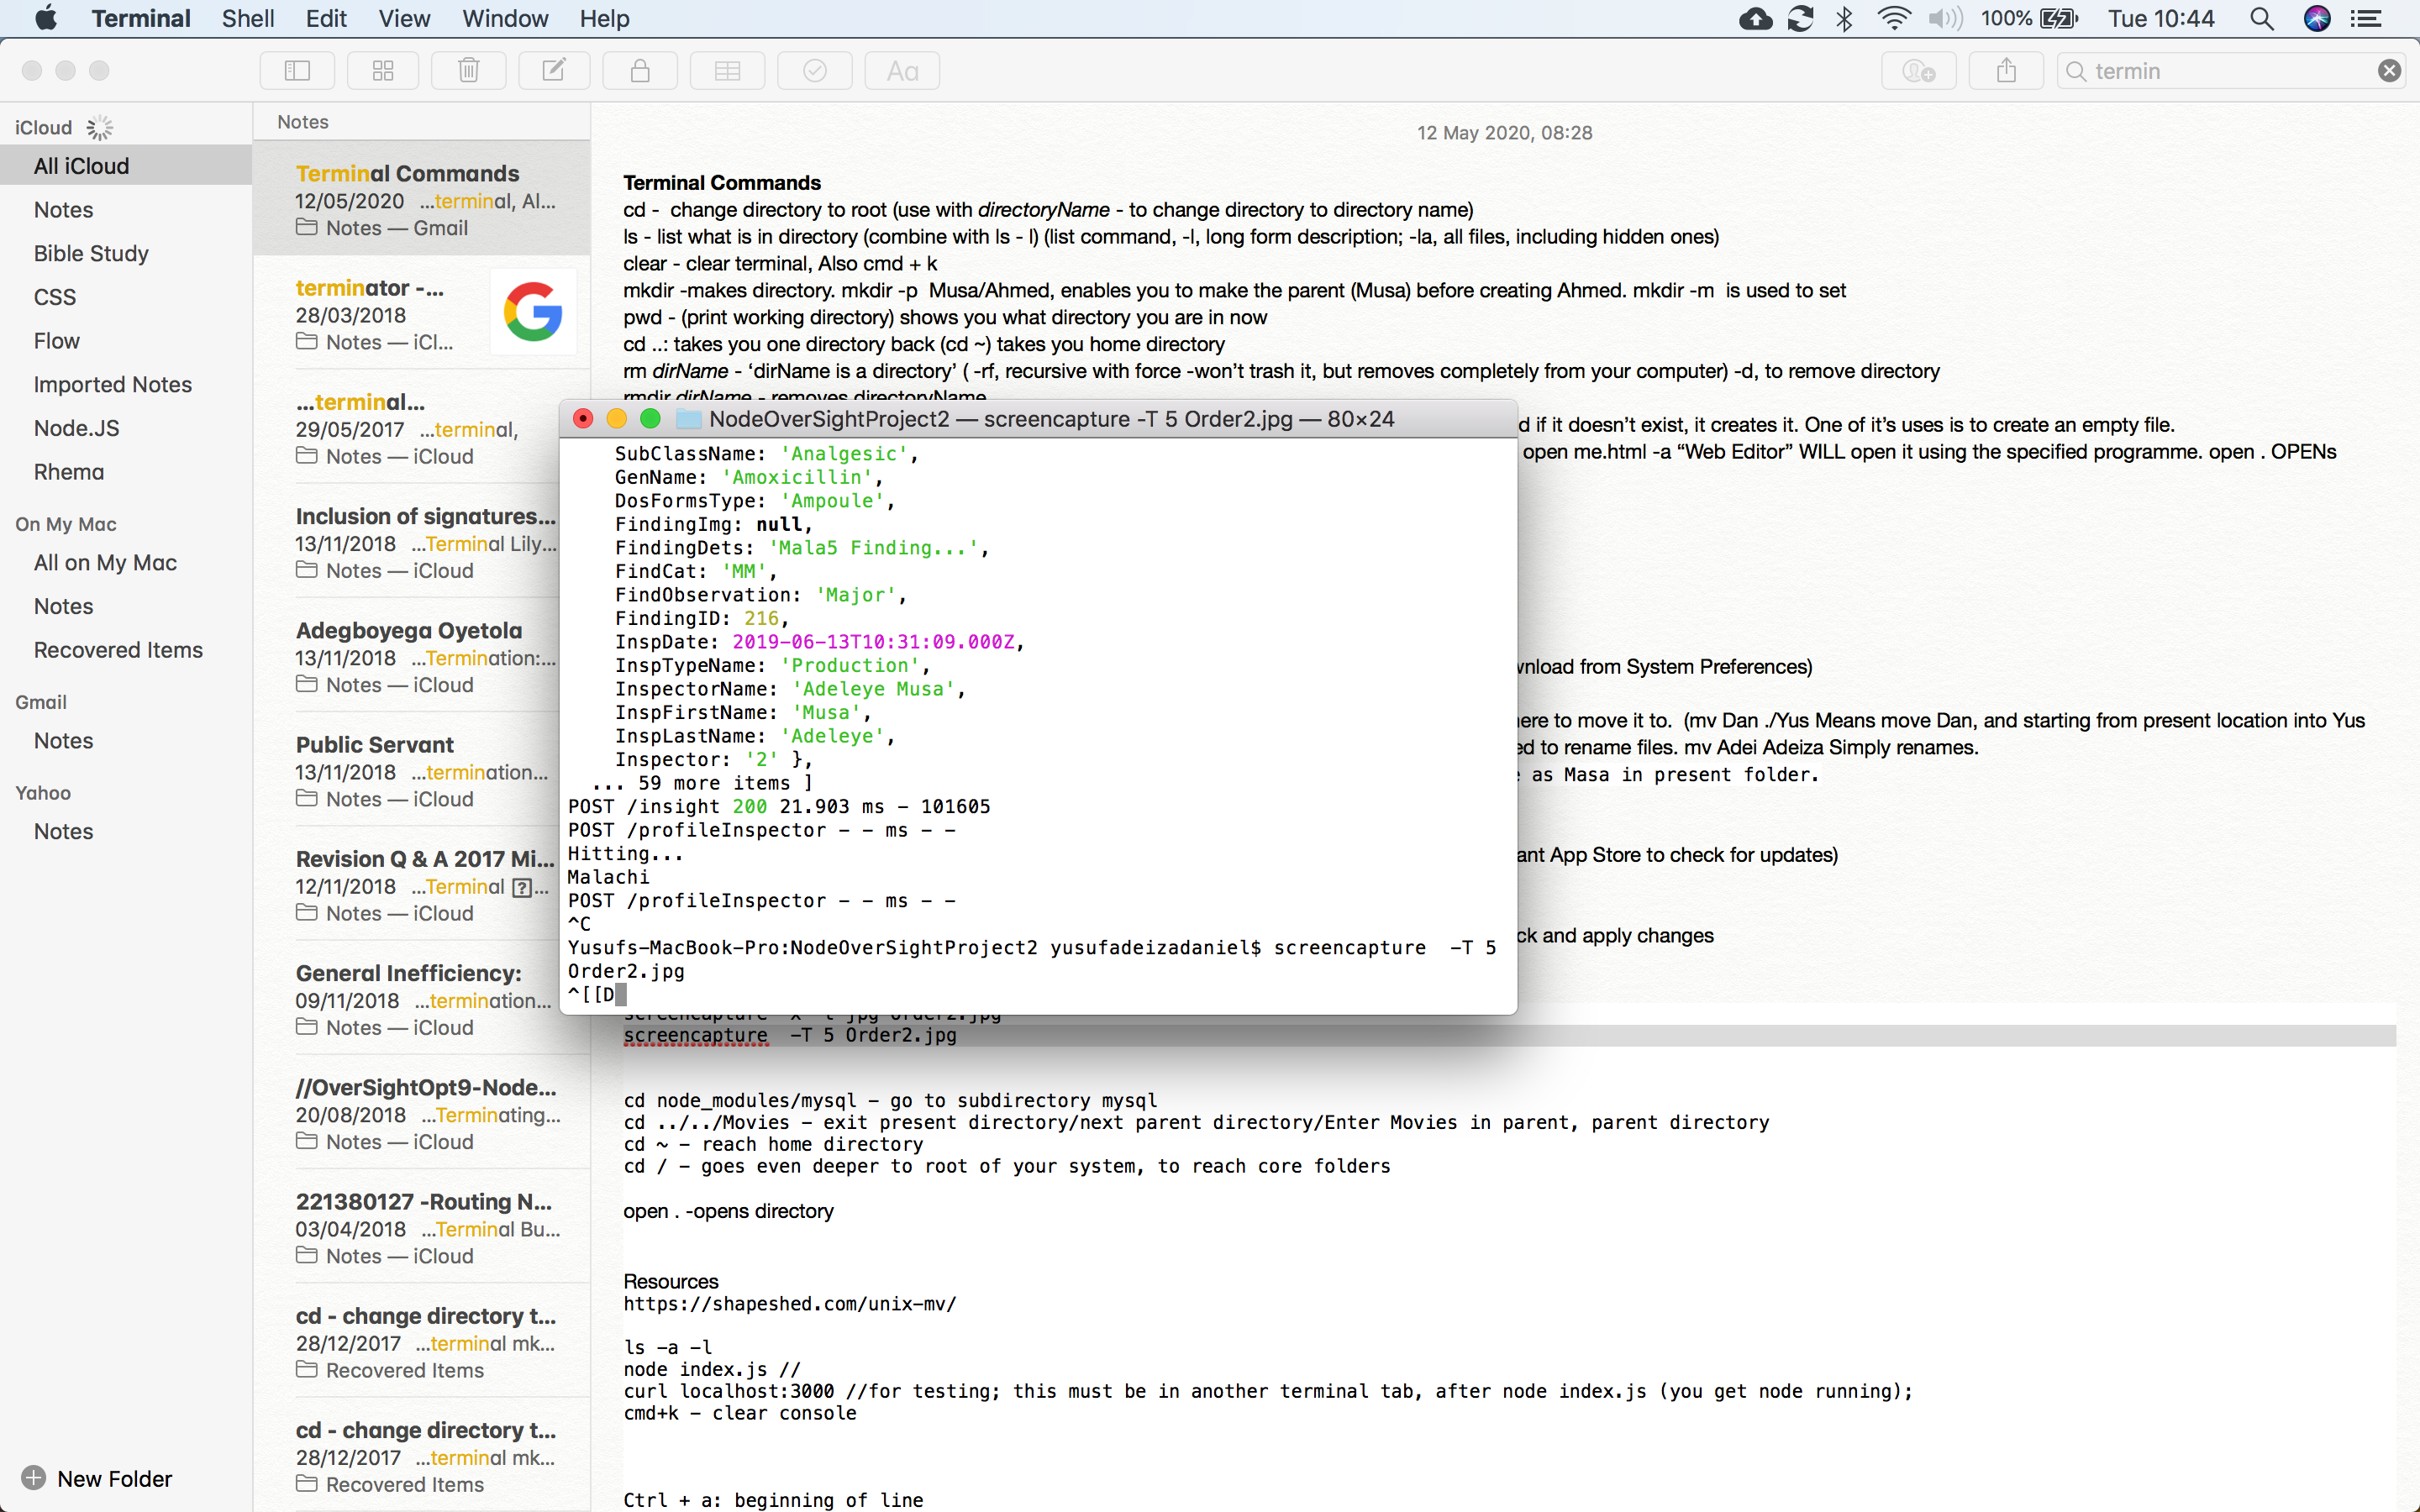 Terminal Shell Edit View Window Help 100% Tue 10:44
Aa termin
iCloud
All iCloud
Notes
Bible Study
CSS
Flow
Imported Notes
Node.JS
Rhema
On My Mac
All on My Mac
Notes
Recovered Items
Gmail
Notes
Yahoo
Notes
New Folder
Notes
Terminal Commands
12/05/2020 ...terminal, Al...
Notes — Gmail
terminator -...
28/03/2018
Notes — iCl...
...terminal...
29/05/2017 ...terminal,
Notes — iCloud
Inclusion of signatures...
13/11/2018 ...Terminal Lily...
Notes — iCloud
Adegboyega Oyetola
13/11/2018 ...Termination:...
Notes — iCloud
Public Servant
13/11/2018 ...termination...
Notes — iCloud
Revision Q & A 2017 Mi...
12/11/2018 ...Terminal ...
Notes — iCloud
General Inefficiency:
09/11/2018 ...termination...
Notes — iCloud
//OverSightOpt9-Node...
20/08/2018 ...Terminating...
Notes — iCloud
221380127 -Routing N...
03/04/2018 ...Terminal Bu...
Notes — iCloud
cd - change directory t...
28/12/2017 ...terminal mk...
Recovered Items
cd - change directory t...
28/12/2017 ...terminal mk...
Recovered Items
12 May 2020, 08:28
Terminal Commands
cd - change directory to root (use with directoryName - to change directory to directory name)
ls - list what is in directory (combine with ls - l) (list command, -l, long form description; -la, all files, including hidden ones)
clear - clear terminal, Also cmd + k
mkdir -makes directory. mkdir -p Musa/Ahmed, enables you to make the parent (Musa) before creating Ahmed. mkdir -m is used to set
pwd - (print working directory) shows you what directory you are in now
cd ..: takes you one directory back (cd ~) takes you home directory
rm dirName - ‘dirName is a directory’ ( -rf, recursive with force -won’t trash it, but removes completely from your computer) -d, to remove directory
rmdir dirName - removes directoryName
d if it doesn’t exist, it creates it. One of it’s uses is to create an empty file.
open me.html -a “Web Editor” WILL open it using the specified programme. open . OPENs
wnload from System Preferences)
ere to move it to. (mv Dan ./Yus Means move Dan, and starting from present location into Yus
ed to rename files. mv Adei Adeiza Simply renames.
as Masa in present folder.
ant App Store to check for updates)
ck and apply changes
NodeOverSightProject2 — screencapture -T 5 Order2.jpg — 80×24
SubClassName: 'Analgesic',
GenName: 'Amoxicillin',
DosFormsType: 'Ampoule',
FindingImg: null,
FindingDets: 'Mala5 Finding...',
FindCat: 'MM',
FindObservation: 'Major',
FindingID: 216,
InspDate: 2019-06-13T10:31:09.000Z,
InspTypeName: 'Production',
InspectorName: 'Adeleye Musa',
InspFirstName: 'Musa',
InspLastName: 'Adeleye',
Inspector: '2' },
... 59 more items ]
POST /insight 200 21.903 ms - 101605
POST /profileInspector - - ms - -
Hitting...
Malachi
POST /profileInspector - - ms - -
^C
Yusufs-MacBook-Pro:NodeOverSightProject2 yusufadeizadaniel$ screencapture -T 5
Order2.jpg
^[[D
screencapture -T 5 Order2.jpg
cd node_modules/mysql - go to subdirectory mysql
cd ../../Movies - exit present directory/next parent directory/Enter Movies in parent, parent directory
cd ~ - reach home directory
cd / - goes even deeper to root of your system, to reach core folders
open . -opens directory
Resources
https://shapeshed.com/unix-mv/
ls -a -l
node index.js //
curl localhost:3000 //for testing; this must be in another terminal tab, after node index.js (you get node running);
cmd+k - clear console
Ctrl + a: beginning of line